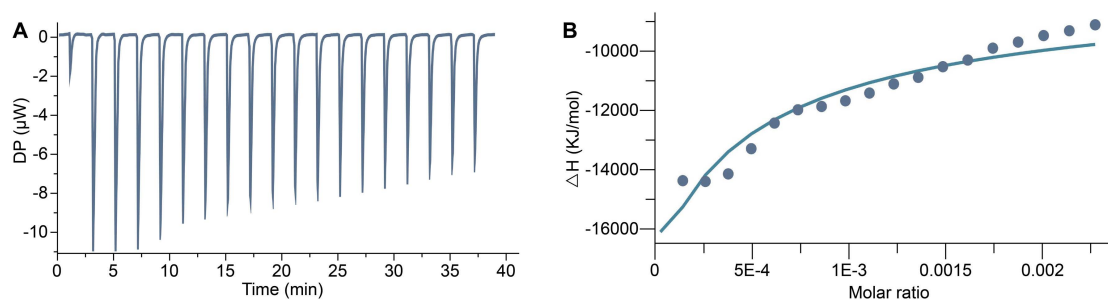 A
DP (μW)
0
-2
-4
-6
-8
-10
0 5 10 15 20 25 30 35 40
Time (min)
B
△H (KJ/mol)
-10000
-12000
-14000
-16000
0 5E-4 1E-3 0.0015 0.002
Molar ratio